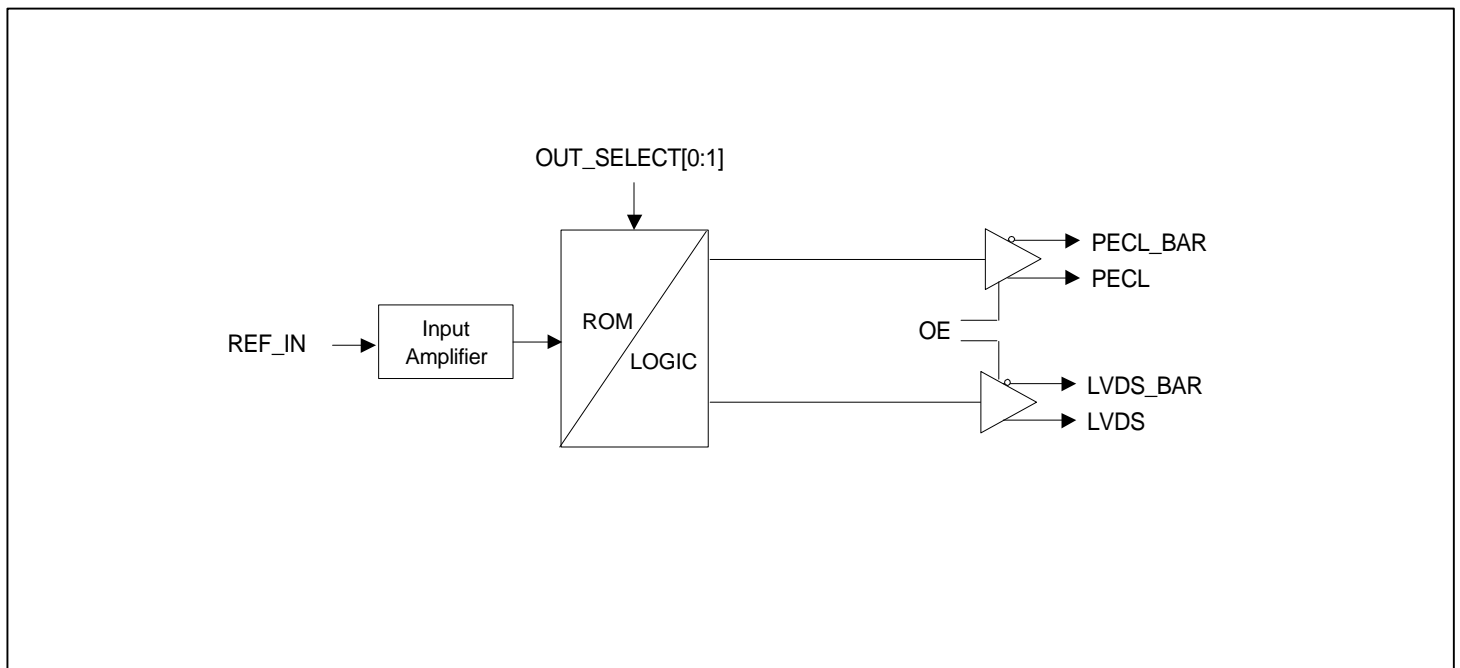 OUT_SELECT[0:1]
PECL_BAR
PECL
ROM
OE
Input
Amplifier
REF_IN
LOGIC
LVDS_BAR
LVDS